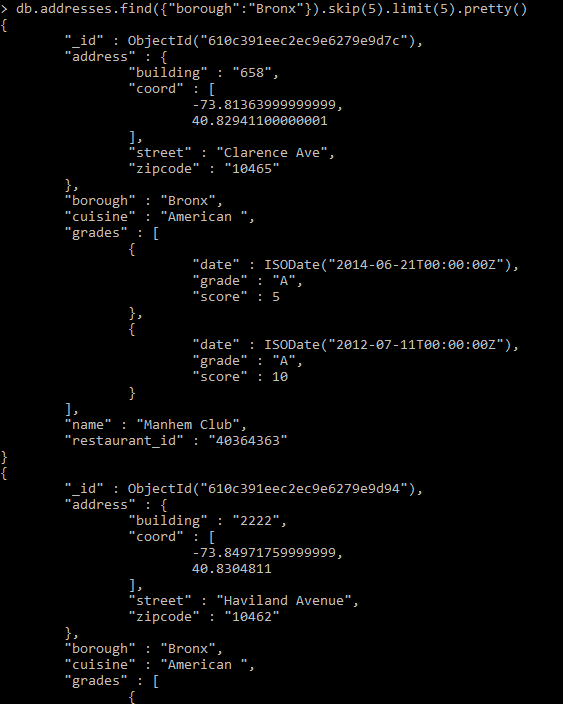 > db.addresses.find({"borough":"Bronx"}).skip(5).limit(5).pretty()
{
        "_id" : ObjectId("610c391eec2ec9e6279e9d7c"),
        "address" : {
                "building" : "658",
                "coord" : [
                        -73.81363999999999,
                        40.82941100000001
                ],
                "street" : "Clarence Ave",
                "zipcode" : "10465"
        },
        "borough" : "Bronx",
        "cuisine" : "American ",
        "grades" : [
                {
                        "date" : ISODate("2014-06-21T00:00:00Z"),
                        "grade" : "A",
                        "score" : 5
                },
                {
                        "date" : ISODate("2012-07-11T00:00:00Z"),
                        "grade" : "A",
                        "score" : 10
                }
        ],
        "name" : "Manhem Club",
        "restaurant_id" : "40364363"
}
{
        "_id" : ObjectId("610c391eec2ec9e6279e9d94"),
        "address" : {
                "building" : "2222",
                "coord" : [
                        -73.84971759999999,
                        40.8304811
                ],
                "street" : "Haviland Avenue",
                "zipcode" : "10462"
        },
        "borough" : "Bronx",
        "cuisine" : "American ",
        "grades" : [
                {